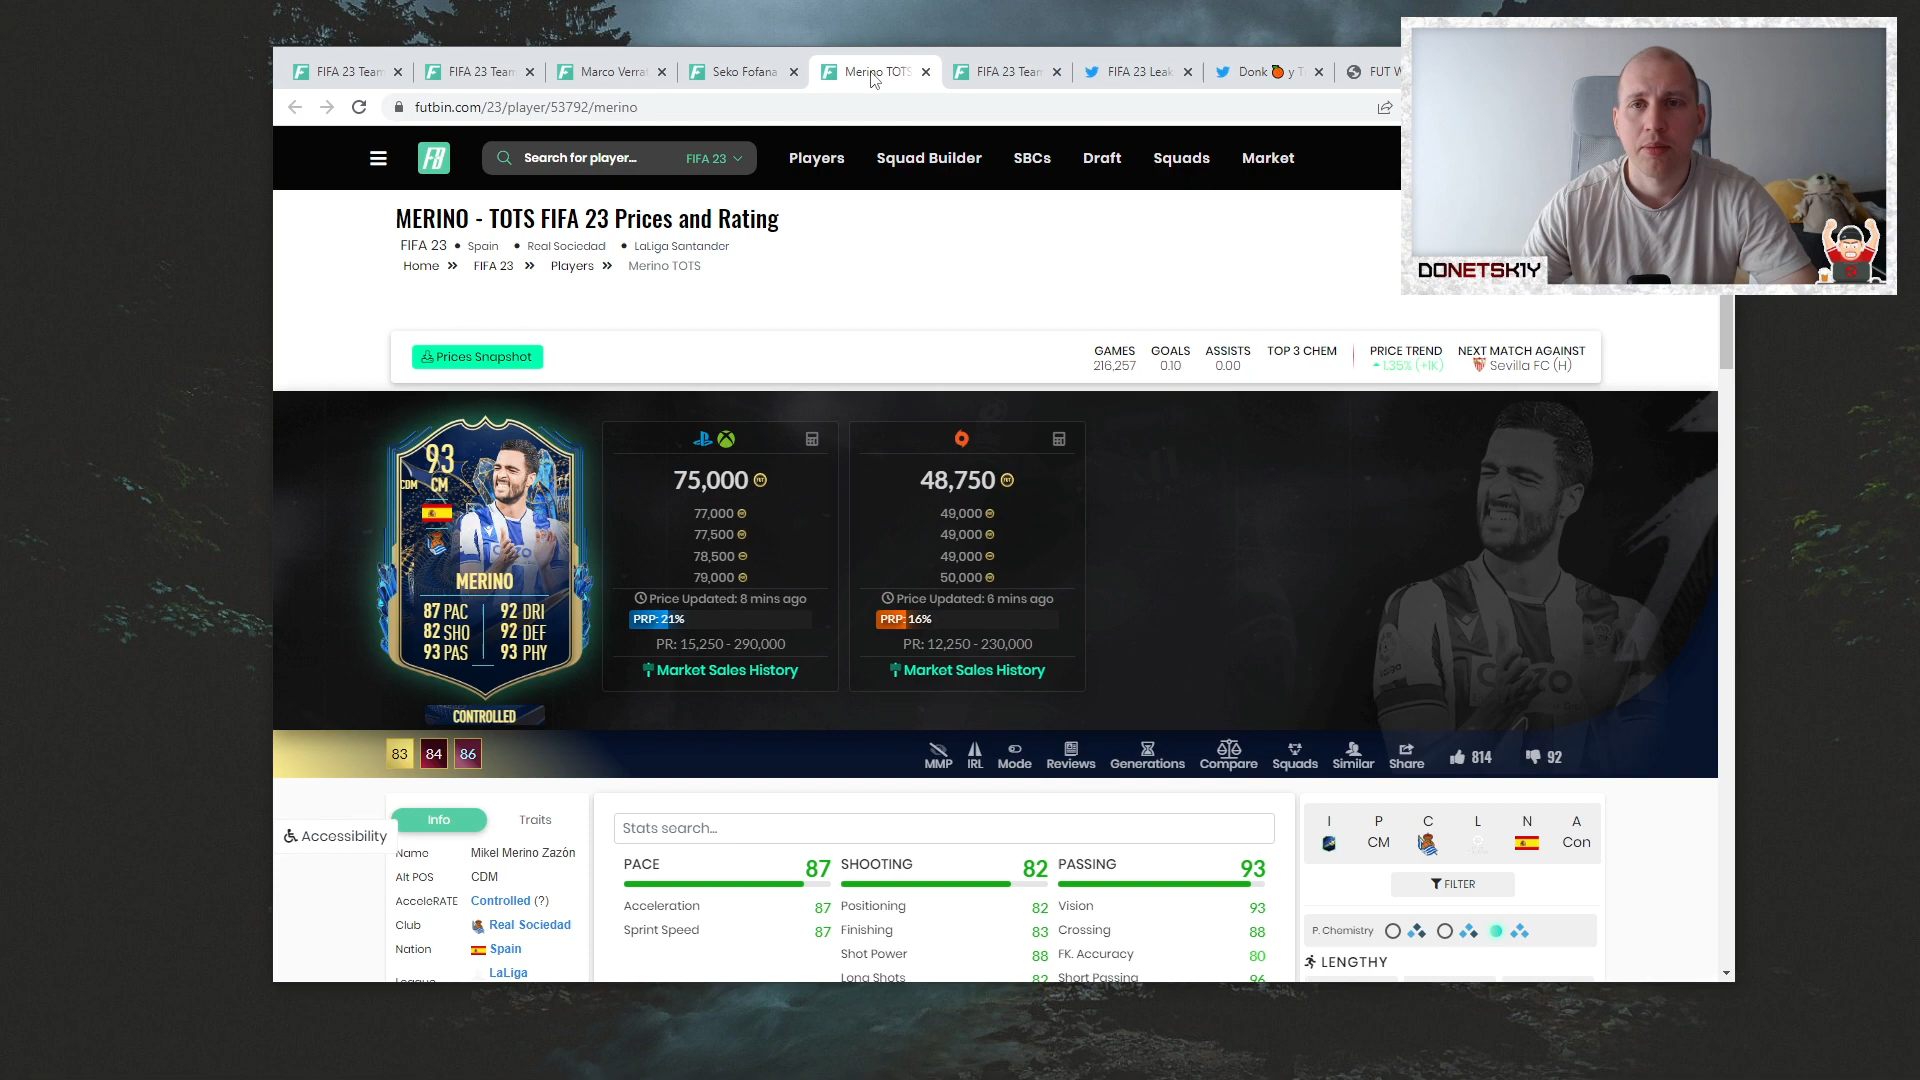 FIFA 23 Team
FIFA 23 Team
Marco Verrat
Seko Fofana
Merino TOTS
FIFA 23 Team
FIFA 23 Leak
Donk y T
FUT W
futbin.com/23/player/53792/merino
Search for player...
FIFA 23
Players
Squad Builder
SBCs
Draft
Squads
Market
DONETSK1Y
MERINO - TOTS FIFA 23 Prices and Rating
FIFA 23 • Spain • Real Sociedad • LaLiga Santander
Home » FIFA 23 » Players » Merino TOTS
Prices Snapshot
GAMES
216,257
GOALS
0.10
ASSISTS
0.00
TOP 3 CHEM
PRICE TREND
1.35% (+1K)
NEXT MATCH AGAINST
Sevilla FC (H)
93
CDM CM
MERINO
87 PAC 92 DRI
82 SHO 92 DEF
93 PAS 93 PHY
CONTROLLED
75,000
77,000
77,500
78,500
79,000
Price Updated: 8 mins ago
PRP: 21%
PR: 15,250 - 290,000
Market Sales History
48,750
49,000
49,000
49,000
50,000
Price Updated: 6 mins ago
PRP: 16%
PR: 12,250 - 230,000
Market Sales History
83 84 86
MMP
IRL
Mode
Reviews
Generations
Compare
Squads
Similar
Share
814
92
Accessibility
Info
Traits
Name Mikel Merino Zazón
Alt POS CDM
AcceleRATE Controlled (?)
Club Real Sociedad
Nation Spain
League LaLiga
Stats search...
PACE 87
Acceleration 87
Sprint Speed 87
SHOOTING 82
Positioning 82
Finishing 83
Shot Power 88
Long Shots 82
PASSING 93
Vision 93
Crossing 88
FK. Accuracy 80
Short Passing 96
I P C L N A
CM Con
FILTER
P. Chemistry
LENGTHY